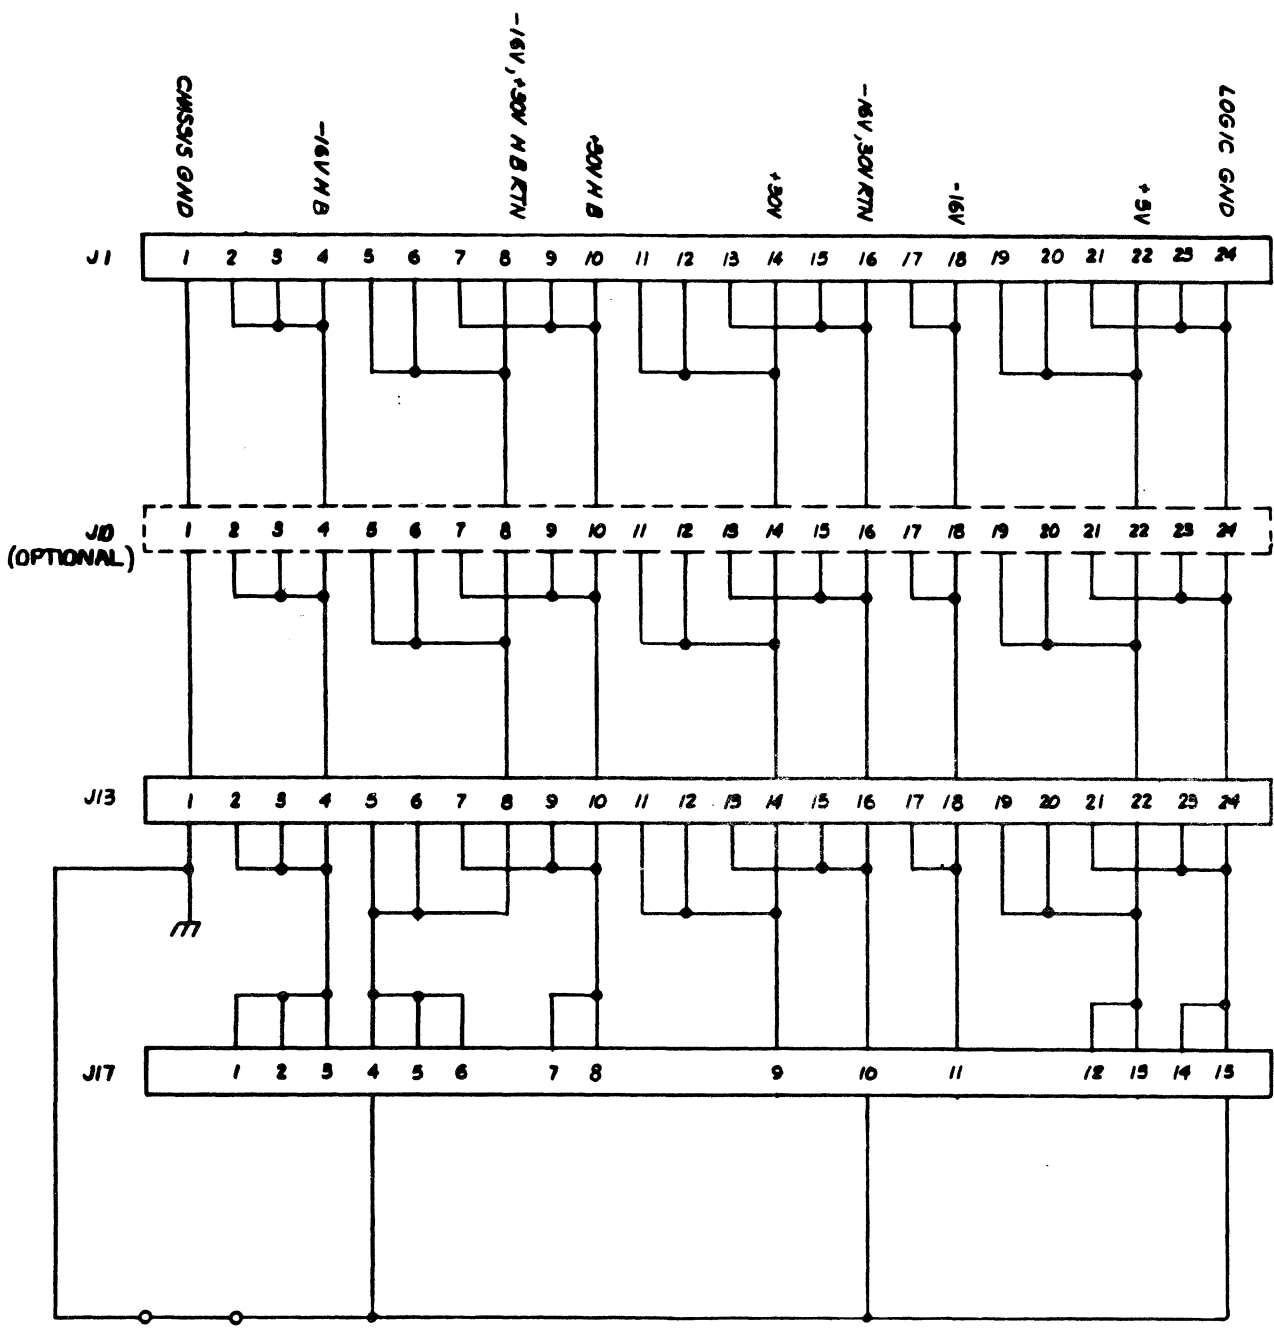 CHASSIS GND
-16V H B
-16V, +30V H B RTN
+30V H B
+30V
-16V, 30V RTN
-16V
+5V
LOGIC GND
J1 1 2 3 4 5 6 7 8 9 10 11 12 13 14 15 16 17 18 19 20 21 22 23 24
J10 1 2 3 4 5 6 7 8 9 10 11 12 13 14 15 16 17 18 19 20 21 22 23 24
(OPTIONAL)
J13 1 2 3 4 5 6 7 8 9 10 11 12 13 14 15 16 17 18 19 20 21 22 23 24
J17 1 2 3 4 5 6 7 8 9 10 11 12 13 14 15